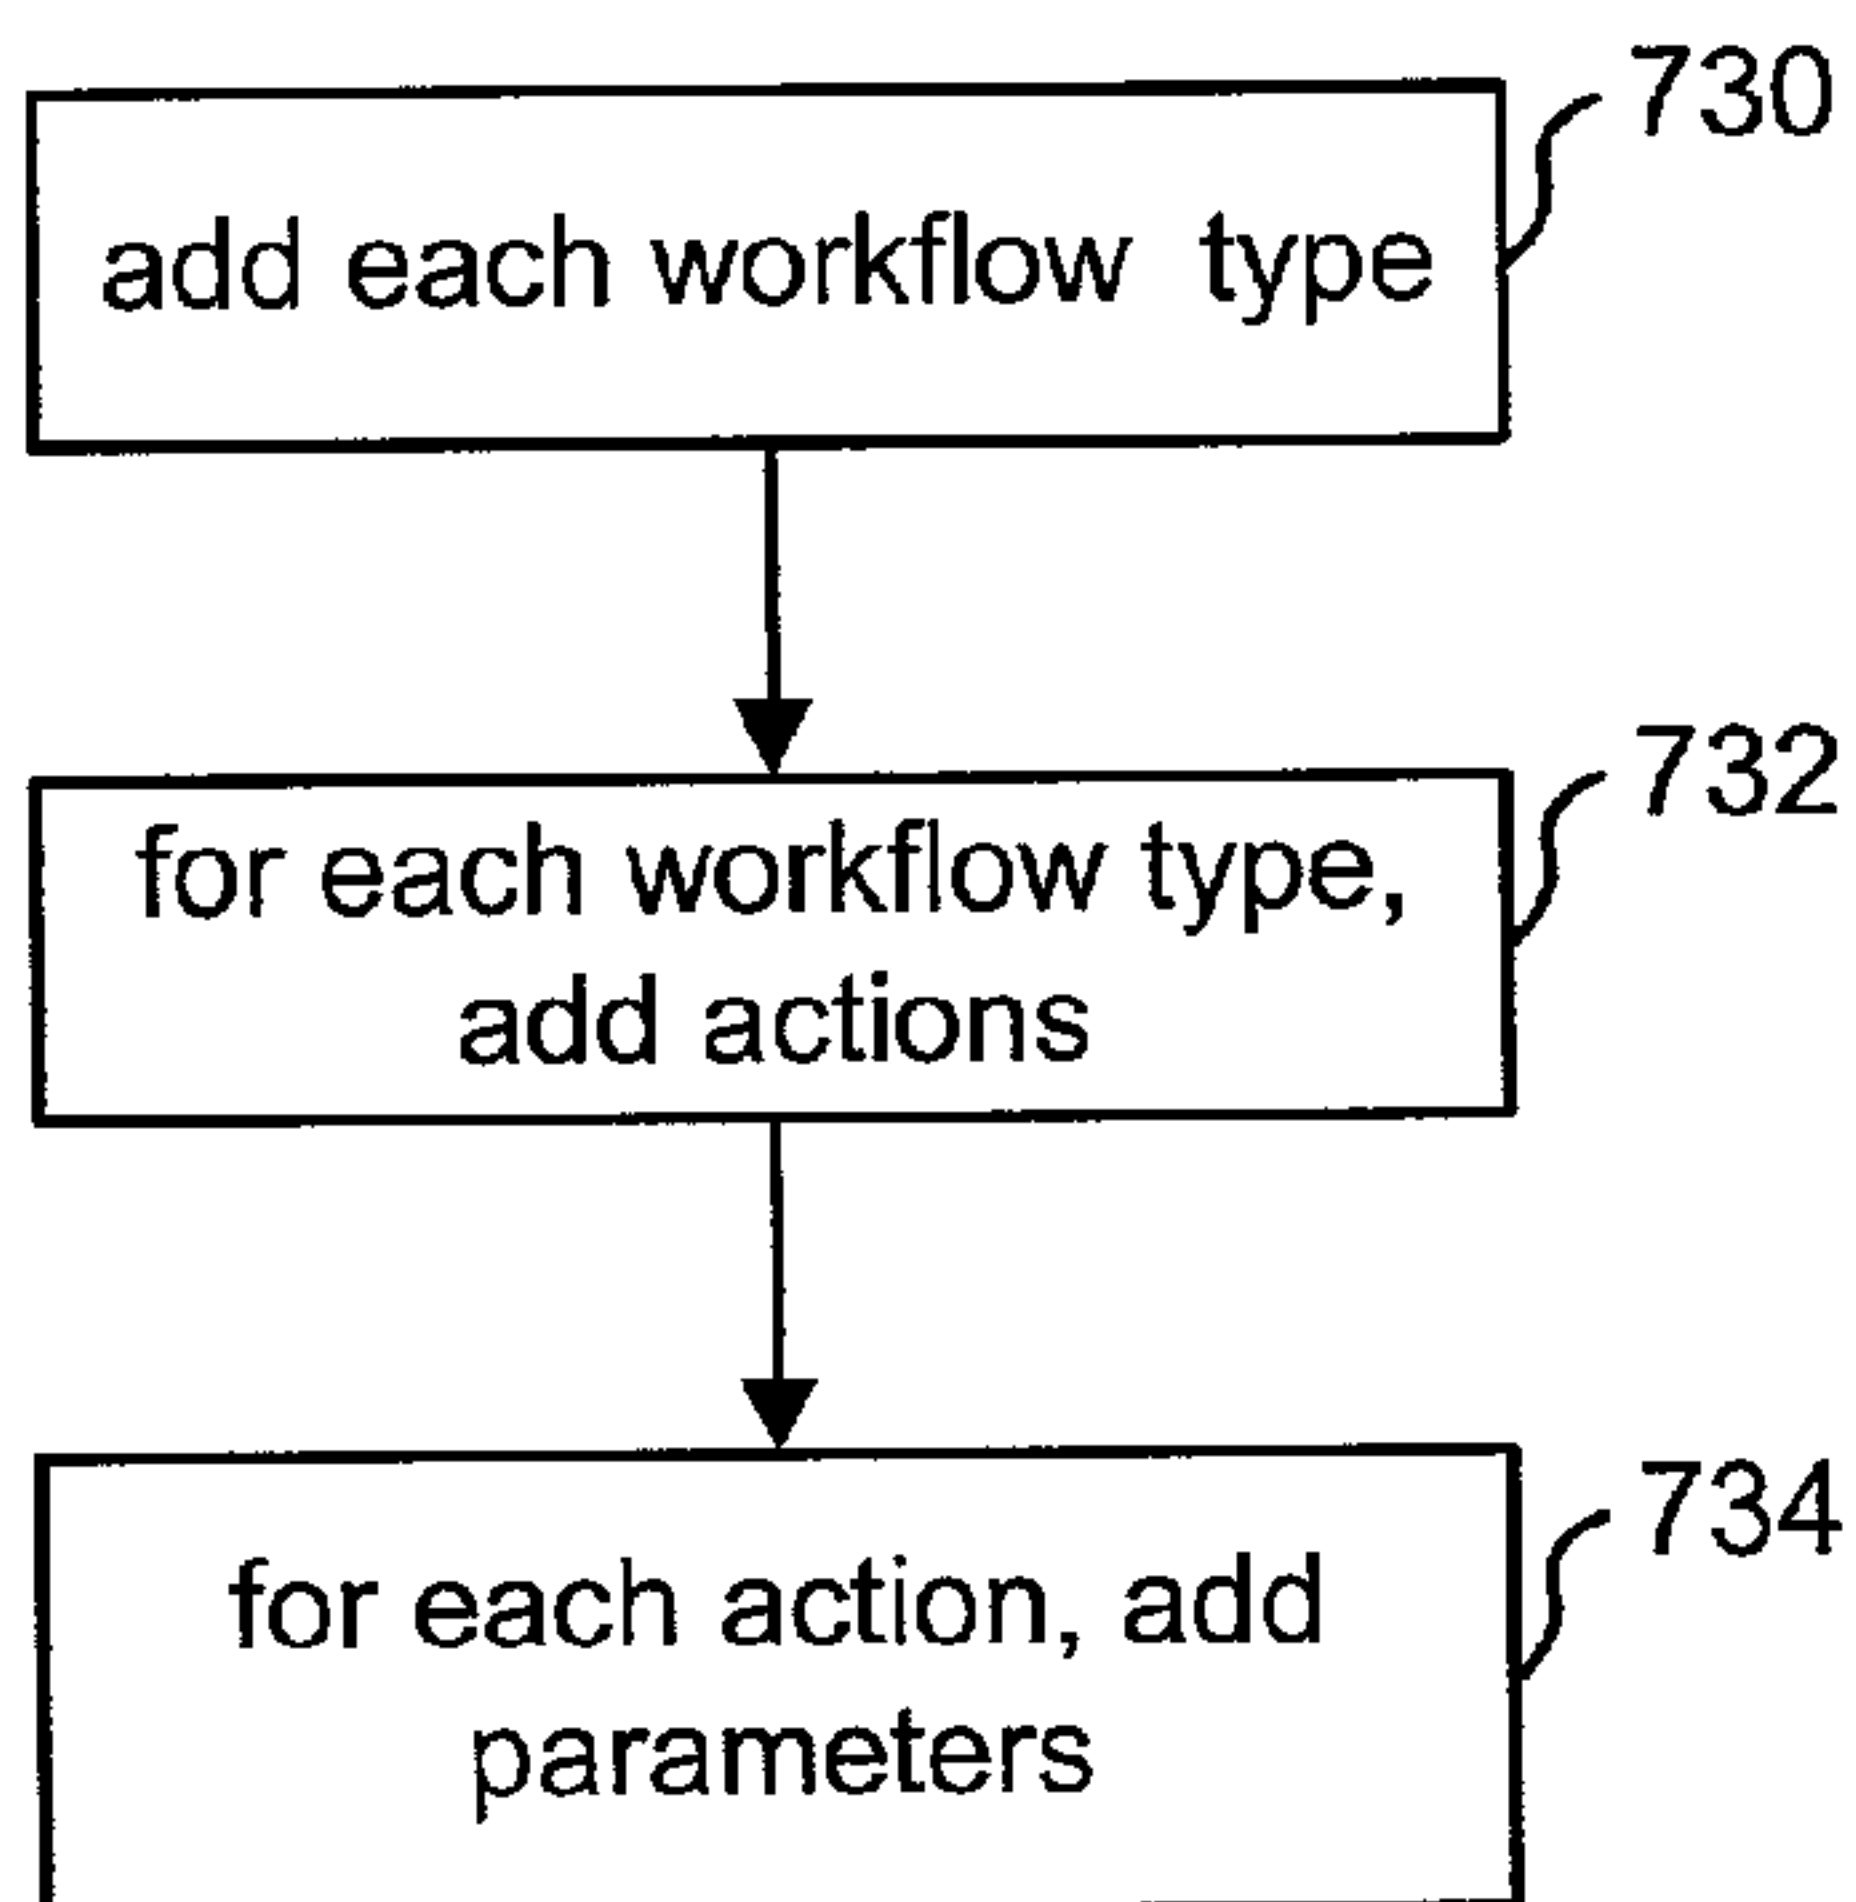 730
add each workflow type
732
for each workflow type,
add actions
734
for each action, add
parameters